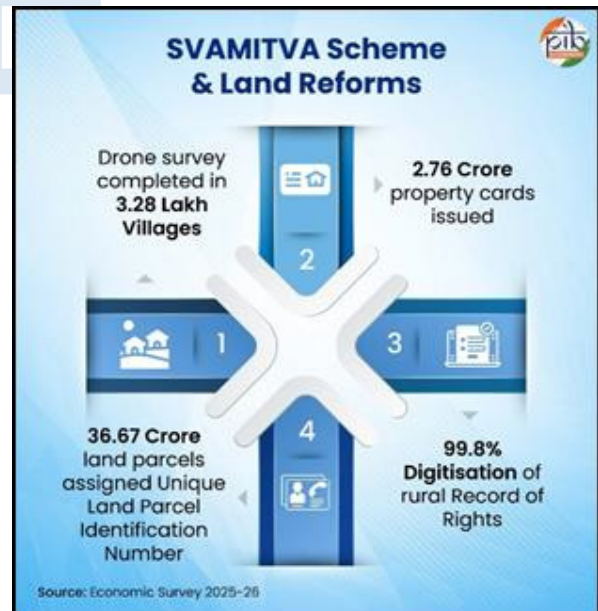 pib
SVAMITVA Scheme
& Land Reforms
Drone survey
completed in
3.28 Lakh
Villages
1
2.76 Crore
property cards
issued
2
3
99.8%
Digitisation of
rural Record of
Rights
4
36.67 Crore
land parcels
assigned Unique
Land Parcel
Identification
Number
Source: Economic Survey 2025-26